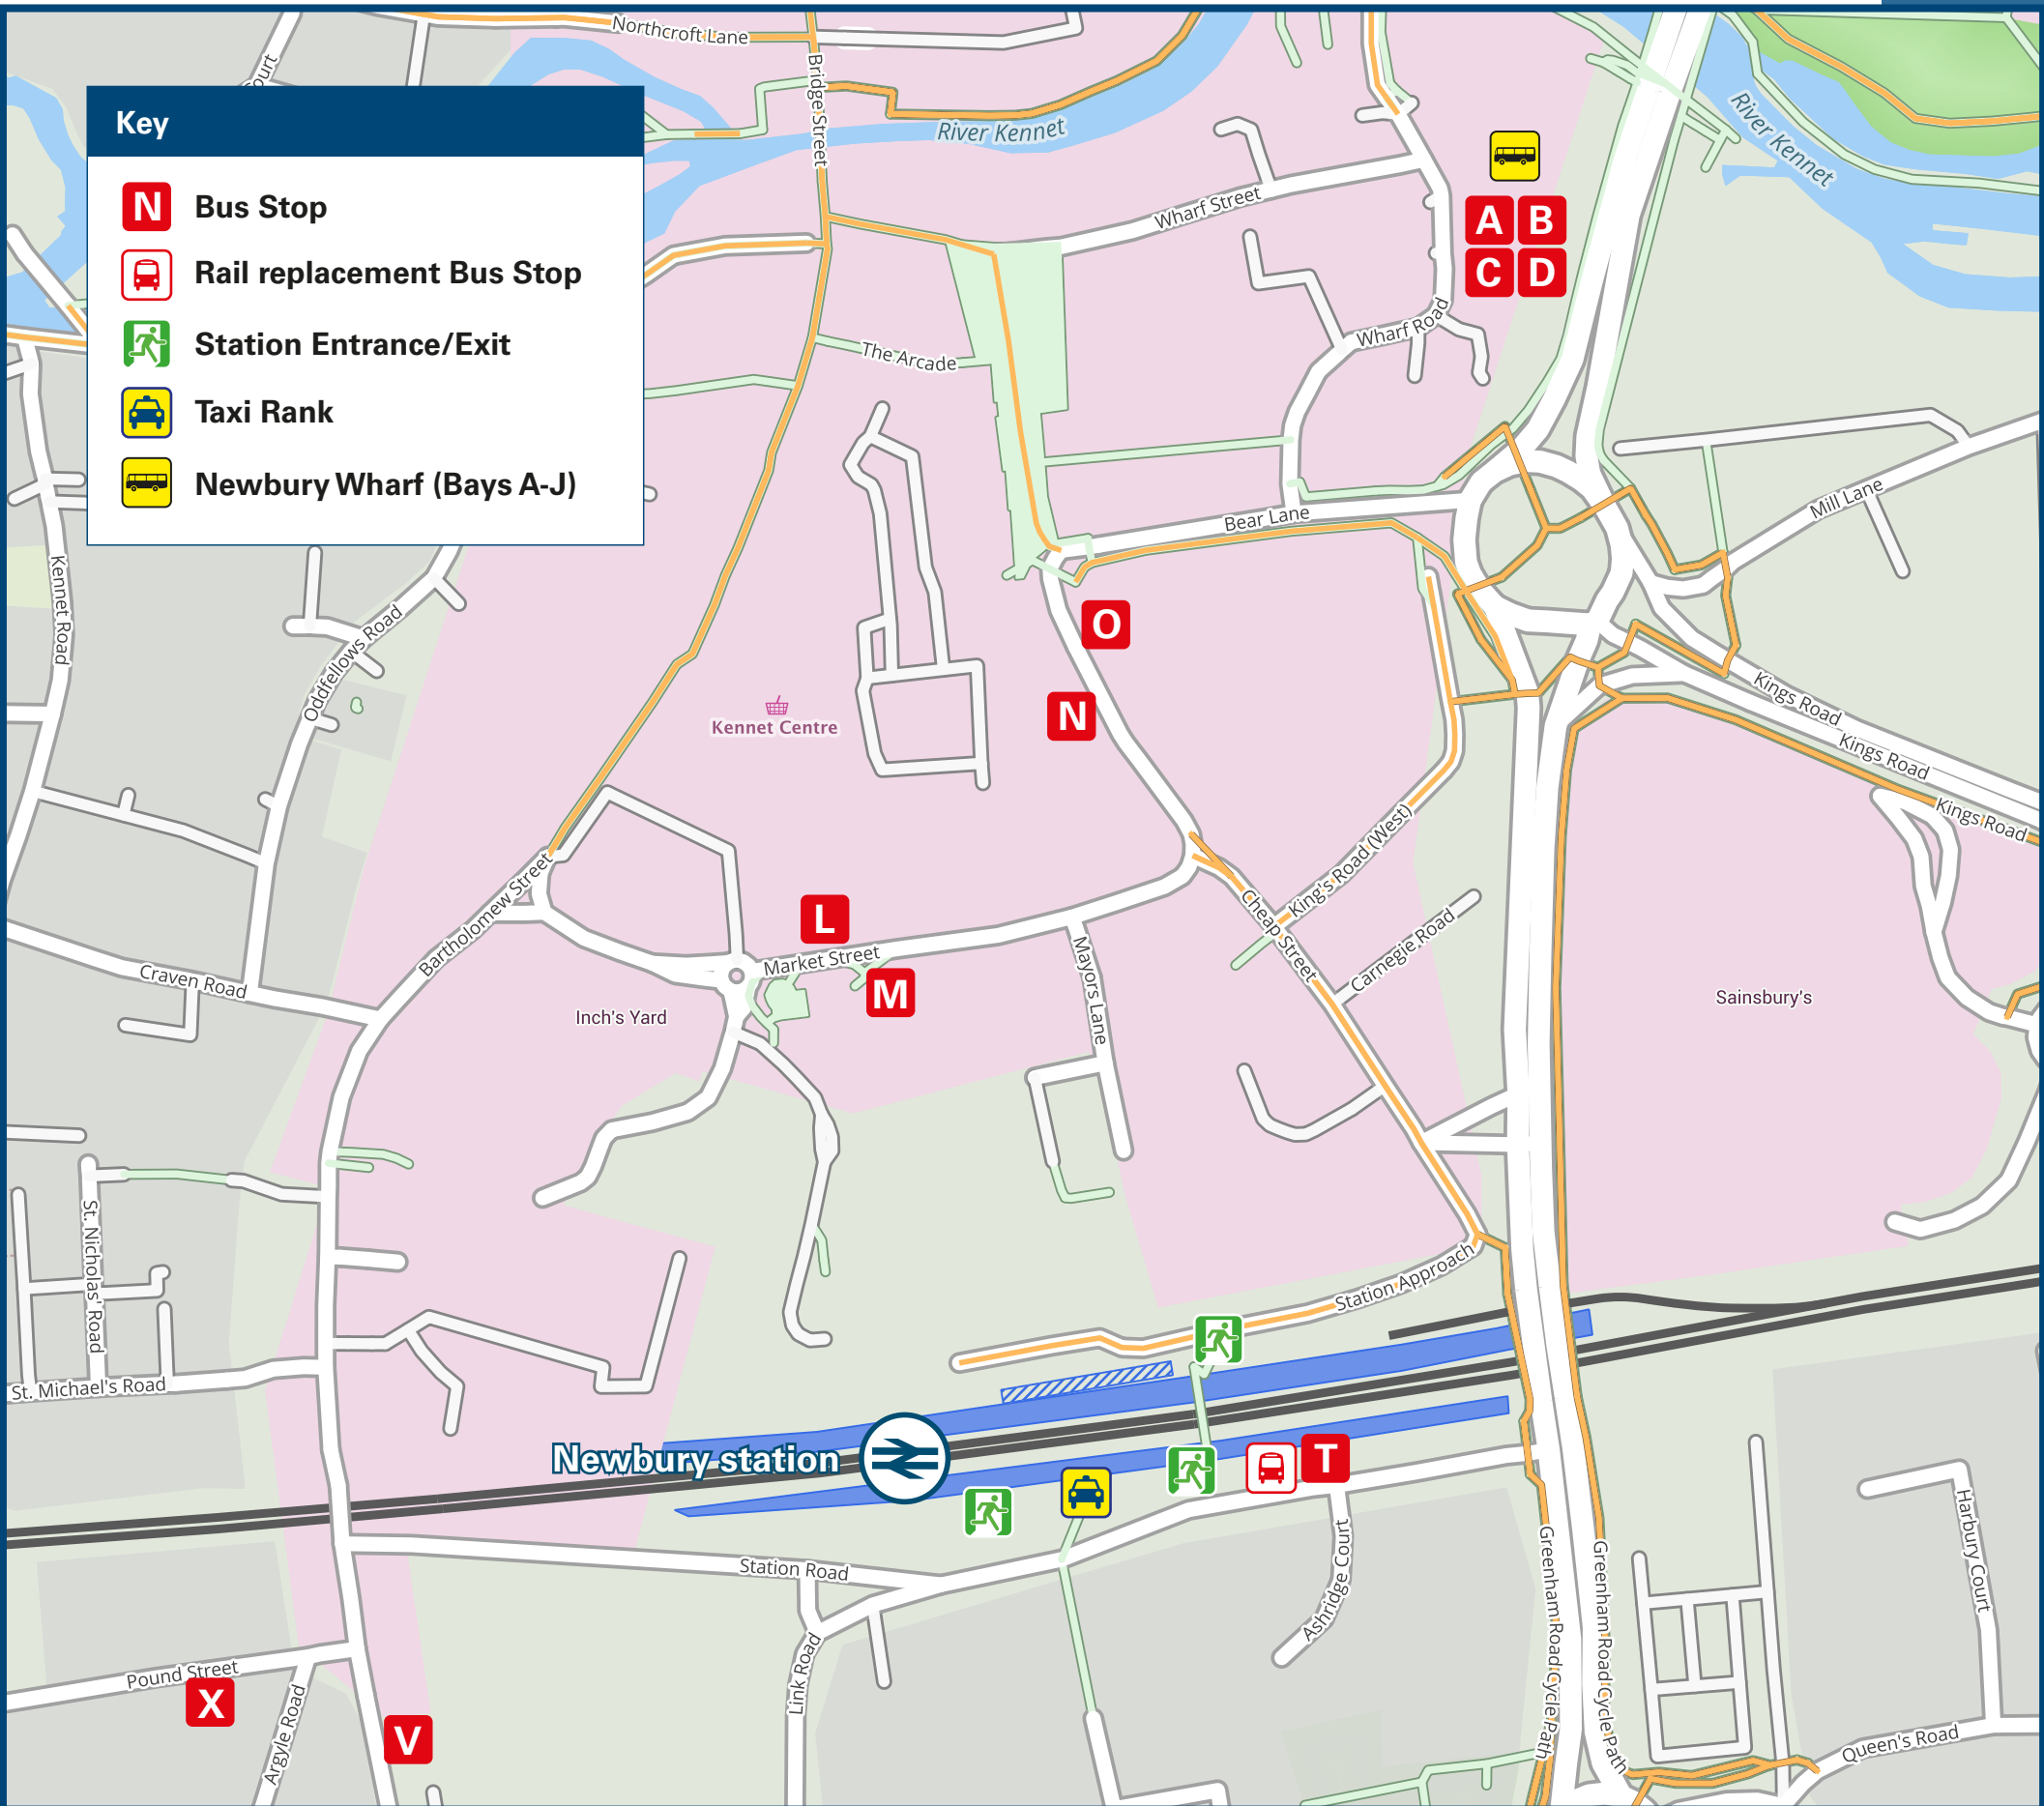 Northcroft Lane
Court
Key
N Bus Stop
Rail replacement Bus Stop
Station Entrance/Exit
Taxi Rank
Newbury Wharf (Bays A-J)
Bridge Street
River Kennet
River Kennet
Wharf Street
A B
C D
Wharf Road
The Arcade
Bear Lane
Mill Lane
Kennet Road
Oddfellows Road
O
N
Kennet Centre
Kings Road
Kings Road
Kings Road
King's Road (West)
Cheap Street
Carnegie Road
Bartholomew Street
L
Market Street
M
Mayors Lane
Craven Road
Inch's Yard
Sainsbury's
St. Nicholas' Road
Station Approach
St. Michael's Road
Newbury station
T
Station Road
Ashridge Court
Harbury Court
Greenham Road Cycle Path
Greenham Road Cycle Path
Link Road
Pound Street
X
Argyle Road
V
Queen's Road